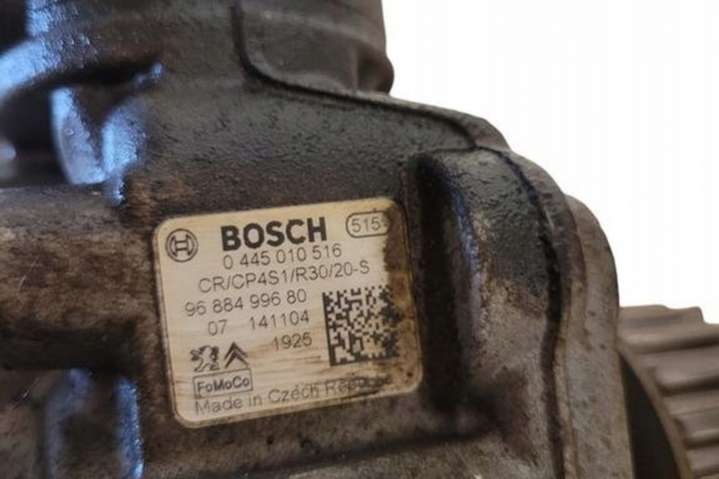 BOSCH 515
0 445 010 516
CR/CP4S1/R30/20-S
96 884 996 80
07 141104
1925
FoMoCo
Made in Czech